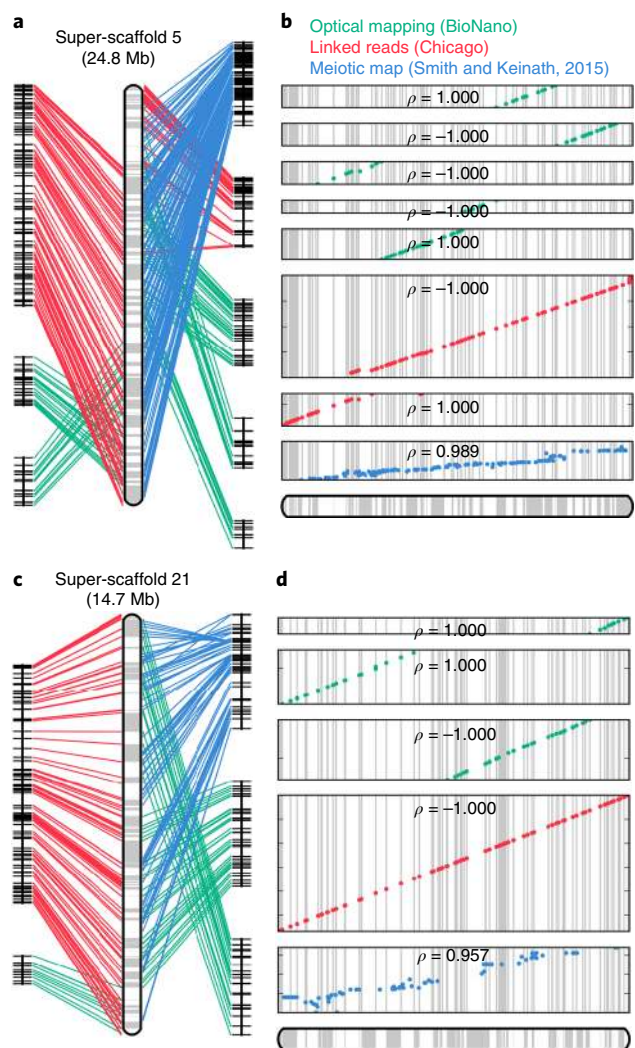 a
Super-scaffold 5
(24.8 Mb)
b
Optical mapping (BioNano)
Linked reads (Chicago)
Meiotic map (Smith and Keinath, 2015)
ρ = 1.000
ρ = –1.000
ρ = –1.000
ρ = –1.000
ρ = 1.000
ρ = –1.000
ρ = 1.000
ρ = 0.989
c
Super-scaffold 21
(14.7 Mb)
d
ρ = 1.000
ρ = 1.000
ρ = –1.000
ρ = –1.000
ρ = 0.957